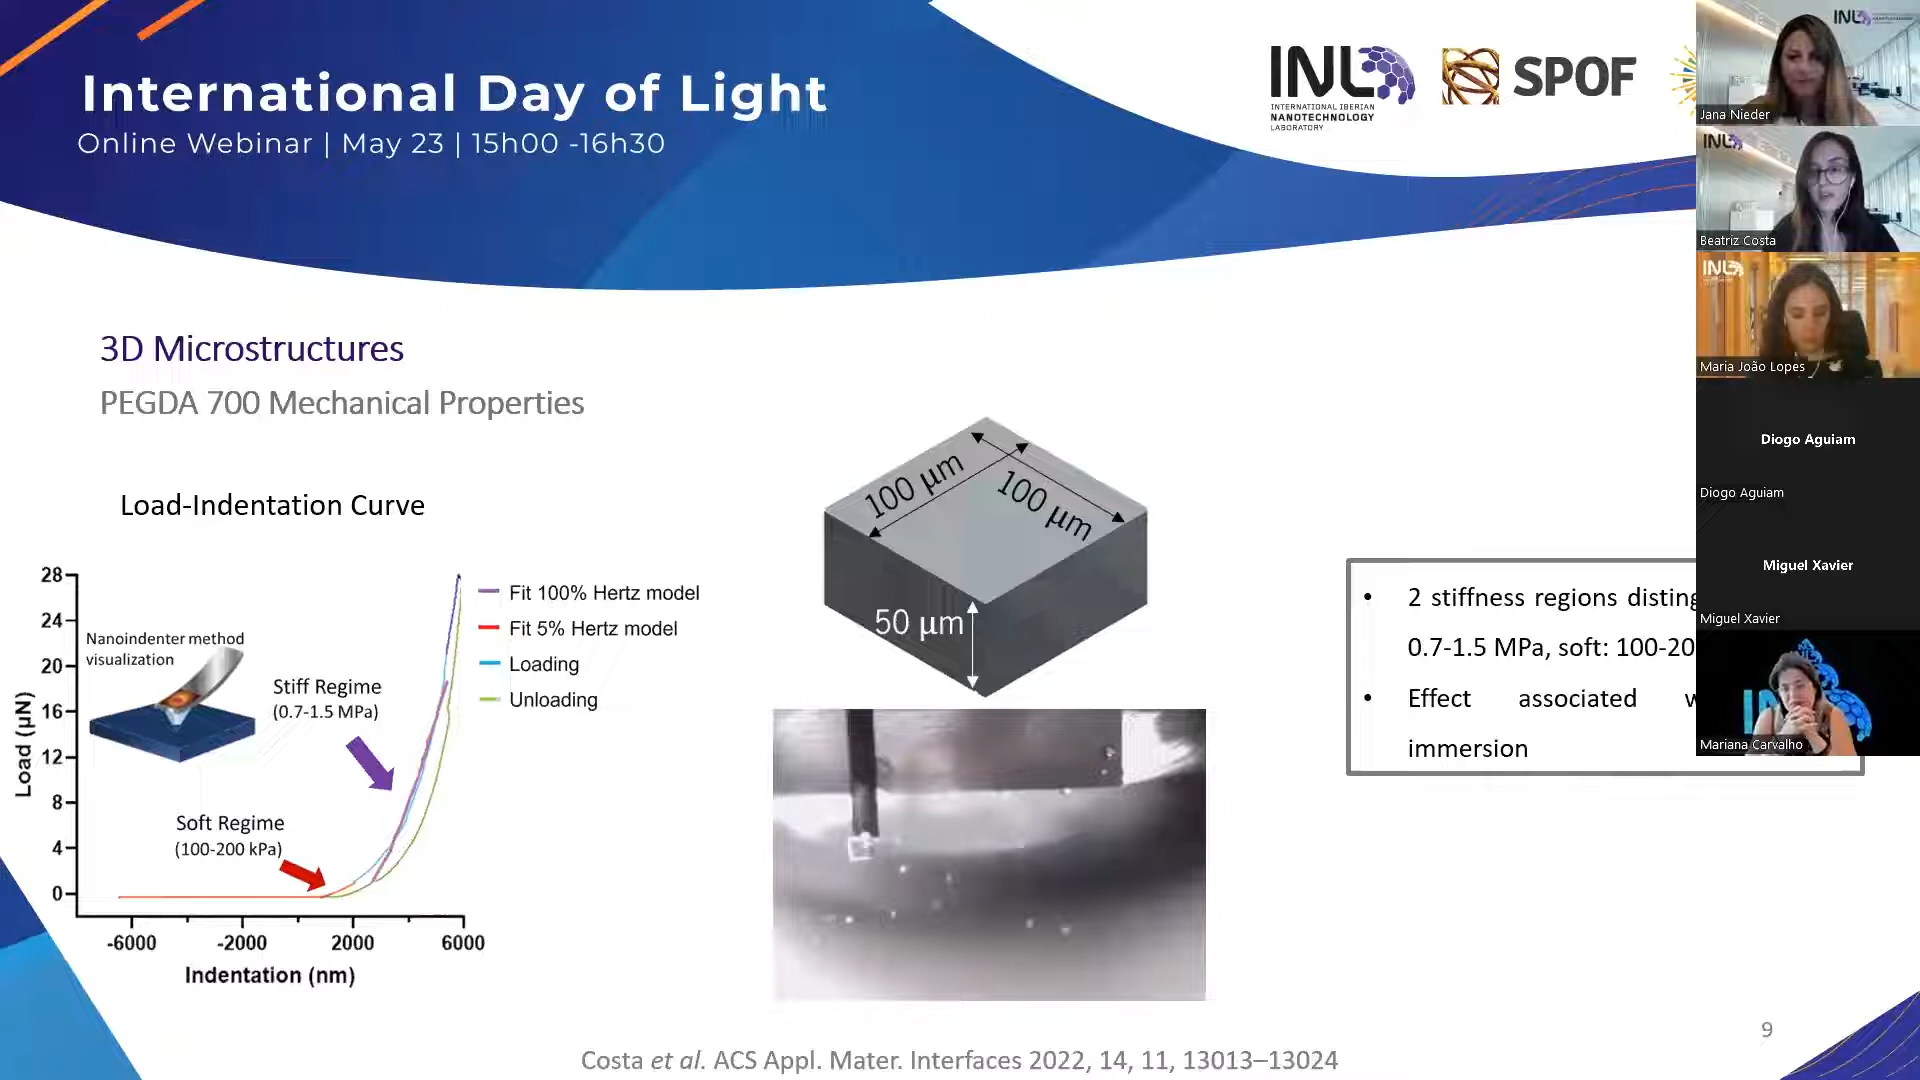 International Day of Light
Online Webinar | May 23 | 15h00 -16h30
INL
INTERNATIONAL IBERIAN
NANOTECHNOLOGY
LABORATORY
SPOF
3D Microstructures
PEGDA 700 Mechanical Properties
Load-Indentation Curve
28
24
20
16
12
8
4
0
Load (µN)
-6000
-2000
2000
6000
Indentation (nm)
Nanoindenter method
visualization
Stiff Regime
(0.7-1.5 MPa)
Soft Regime
(100-200 kPa)
Fit 100% Hertz model
Fit 5% Hertz model
Loading
Unloading
100 µm
100 µm
50 µm
• 2 stiffness regions
0.7-1.5 MPa, soft:
• Effect associated
immersion
Costa et al. ACS Appl. Mater. Interfaces 2022, 14, 11, 13013–13024
9
INL
Jana Nieder
INL
Beatriz Costa
INL
Maria João Lopes
Diogo Aguiam
Diogo Aguiam
Miguel Xavier
Miguel Xavier
Mariana Carvalho